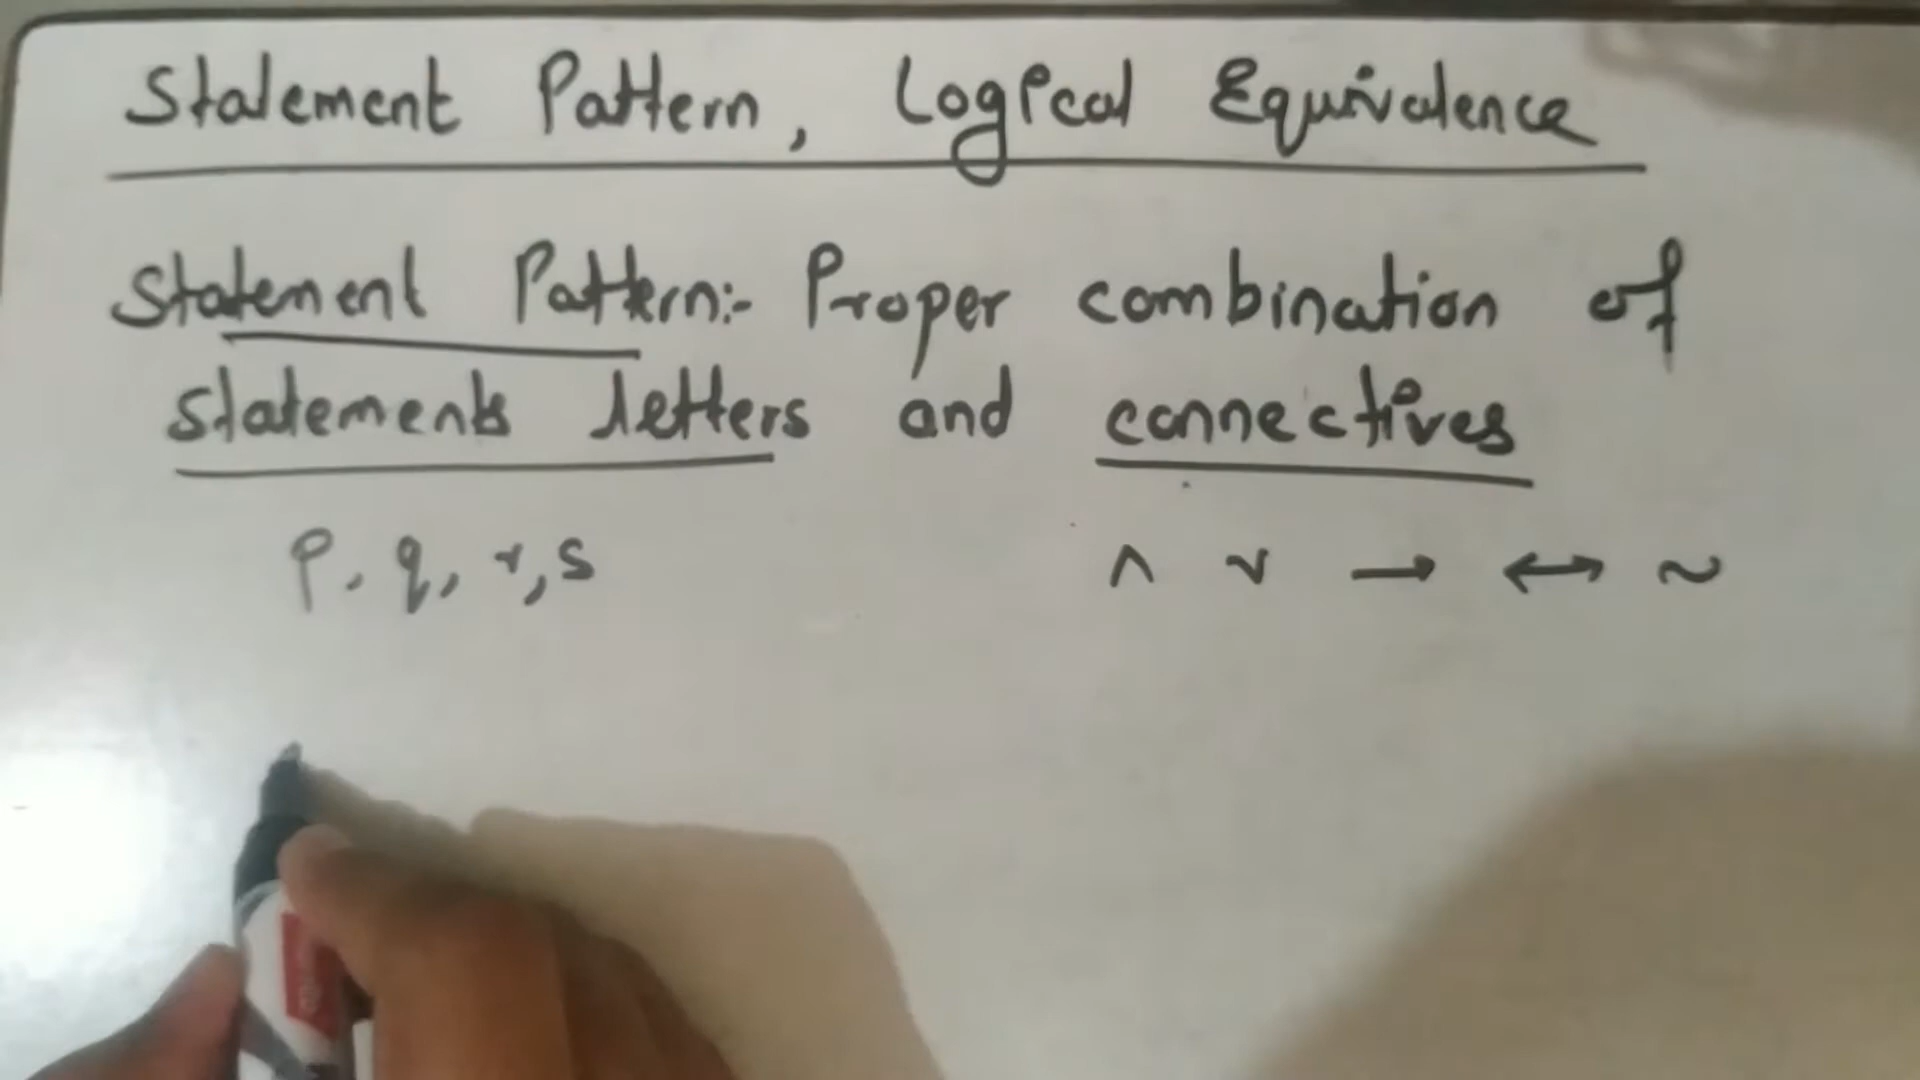 Statement Pattern, Logical Equivalence
Statement Pattern:- Proper combination of
statements letters and connectives
p, q, r, s ∧ ∨ → ↔ ~